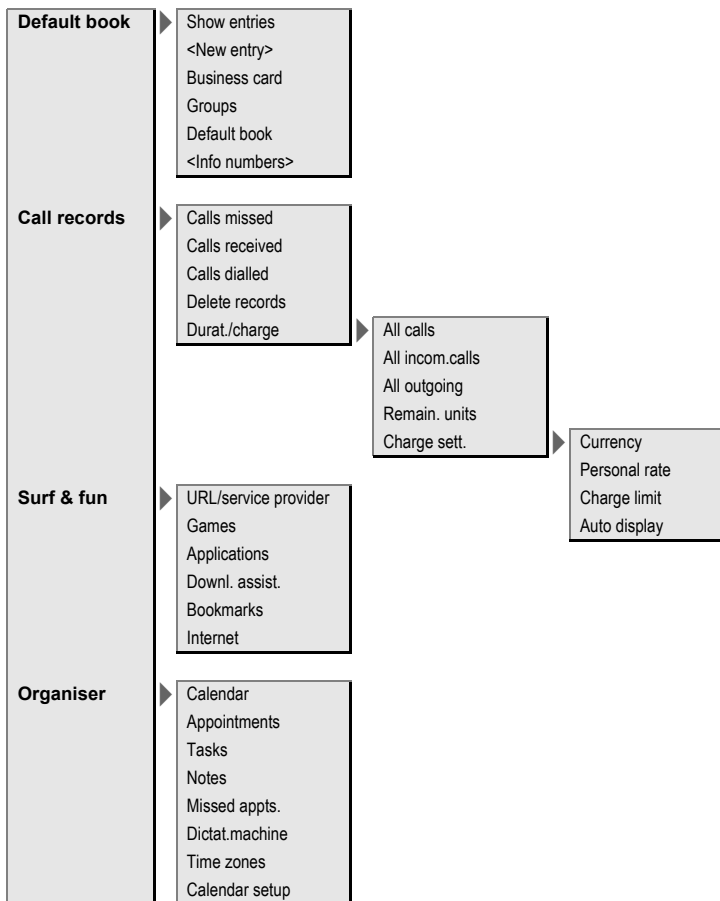 Default book
Show entries
<New entry>
Business card
Groups
Default book
<Info numbers>
Call records
Calls missed
Calls received
Calls dialled
Delete records
Durat./charge
All calls
All incom.calls
All outgoing
Remain. units
Charge sett.
Currency
Personal rate
Charge limit
Auto display
Surf & fun
URL/service provider
Games
Applications
Downl. assist.
Bookmarks
Internet
Organiser
Calendar
Appointments
Tasks
Notes
Missed appts.
Dictat.machine
Time zones
Calendar setup